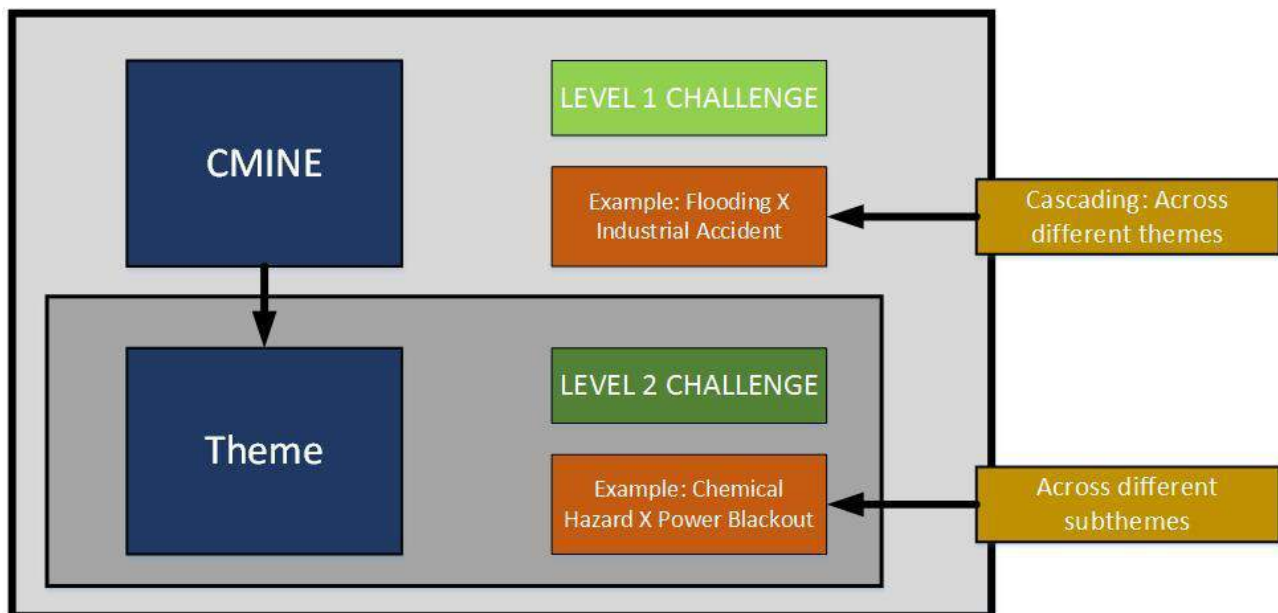 CMINE
LEVEL 1 CHALLENGE
Example: Flooding X
Industrial Accident
Cascading: Across
different themes
Theme
LEVEL 2 CHALLENGE
Example: Chemical
Hazard X Power Blackout
Across different
subthemes